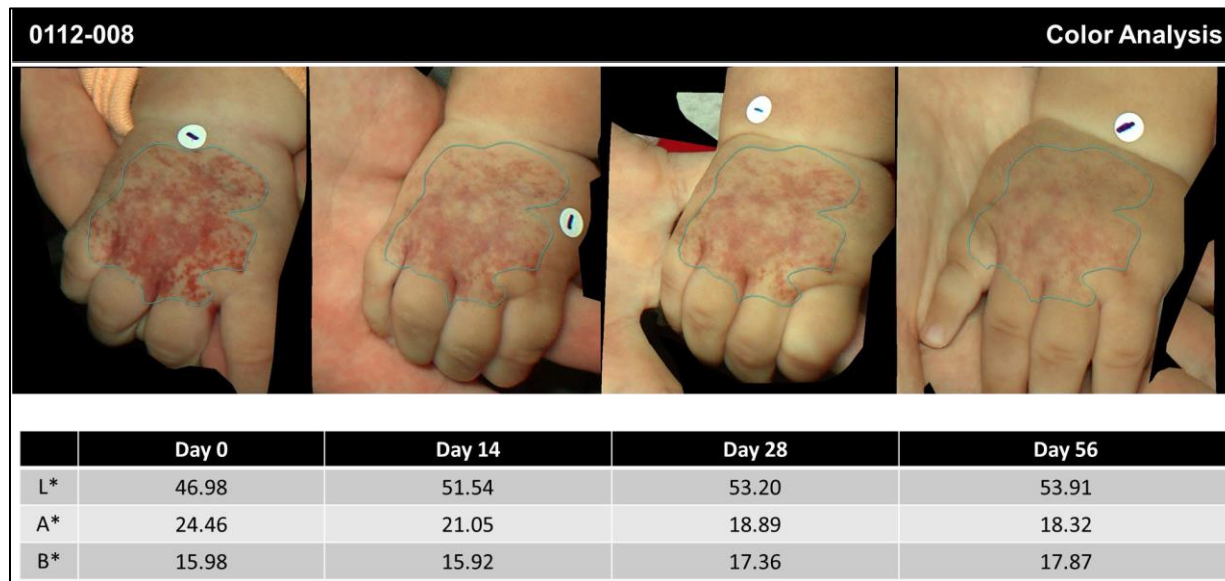 0112-008 Color Analysis
Day 0 Day 14 Day 28 Day 56
L* 46.98 51.54 53.20 53.91
A* 24.46 21.05 18.89 18.32
B* 15.98 15.92 17.36 17.87